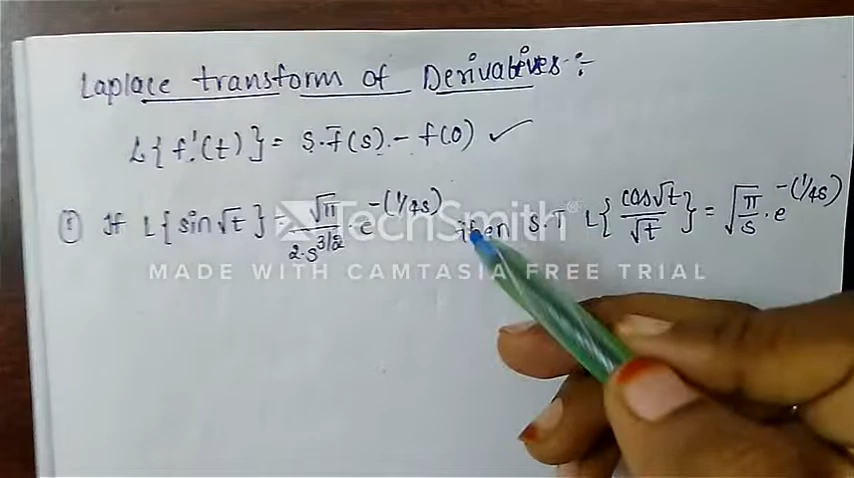 Laplace transform of Derivatives :-
L{f'(t)} = s.f̄(s) - f(0) ✓
① If L{sin√t} = √π / 2.s^3/2 . e^-(1/4s) then S.T L{cos√t / √t} = √(π/s) . e^-(1/4s)
TechSmith
MADE WITH CAMTASIA FREE TRIAL